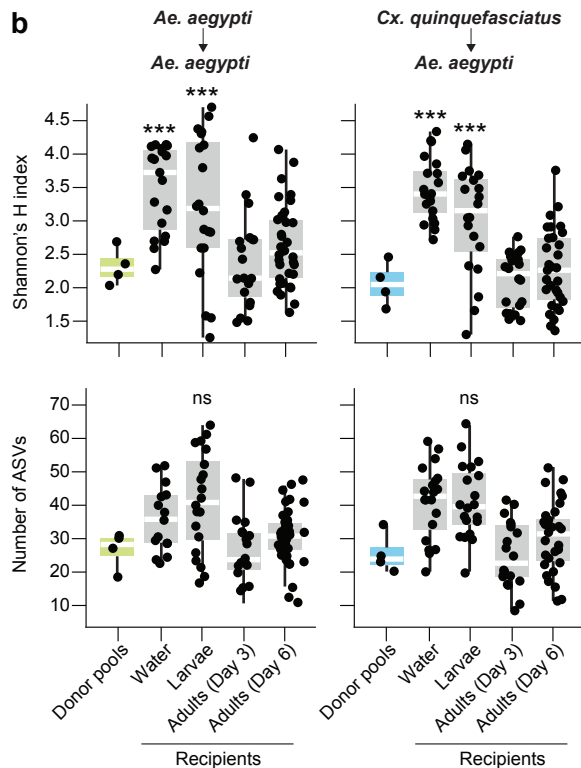 b
Ae. aegypti
Ae. aegypti
Cx. quinquefasciatus
Ae. aegypti
Shannon's H index
4.5
4.0
3.5
3.0
2.5
2.0
1.5
***
***
***
***
Number of ASVs
70
60
50
40
30
20
10
ns
ns
Donor pools
Water
Larvae
Adults (Day 3)
Adults (Day 6)
Recipients
Donor pools
Water
Larvae
Adults (Day 3)
Adults (Day 6)
Recipients